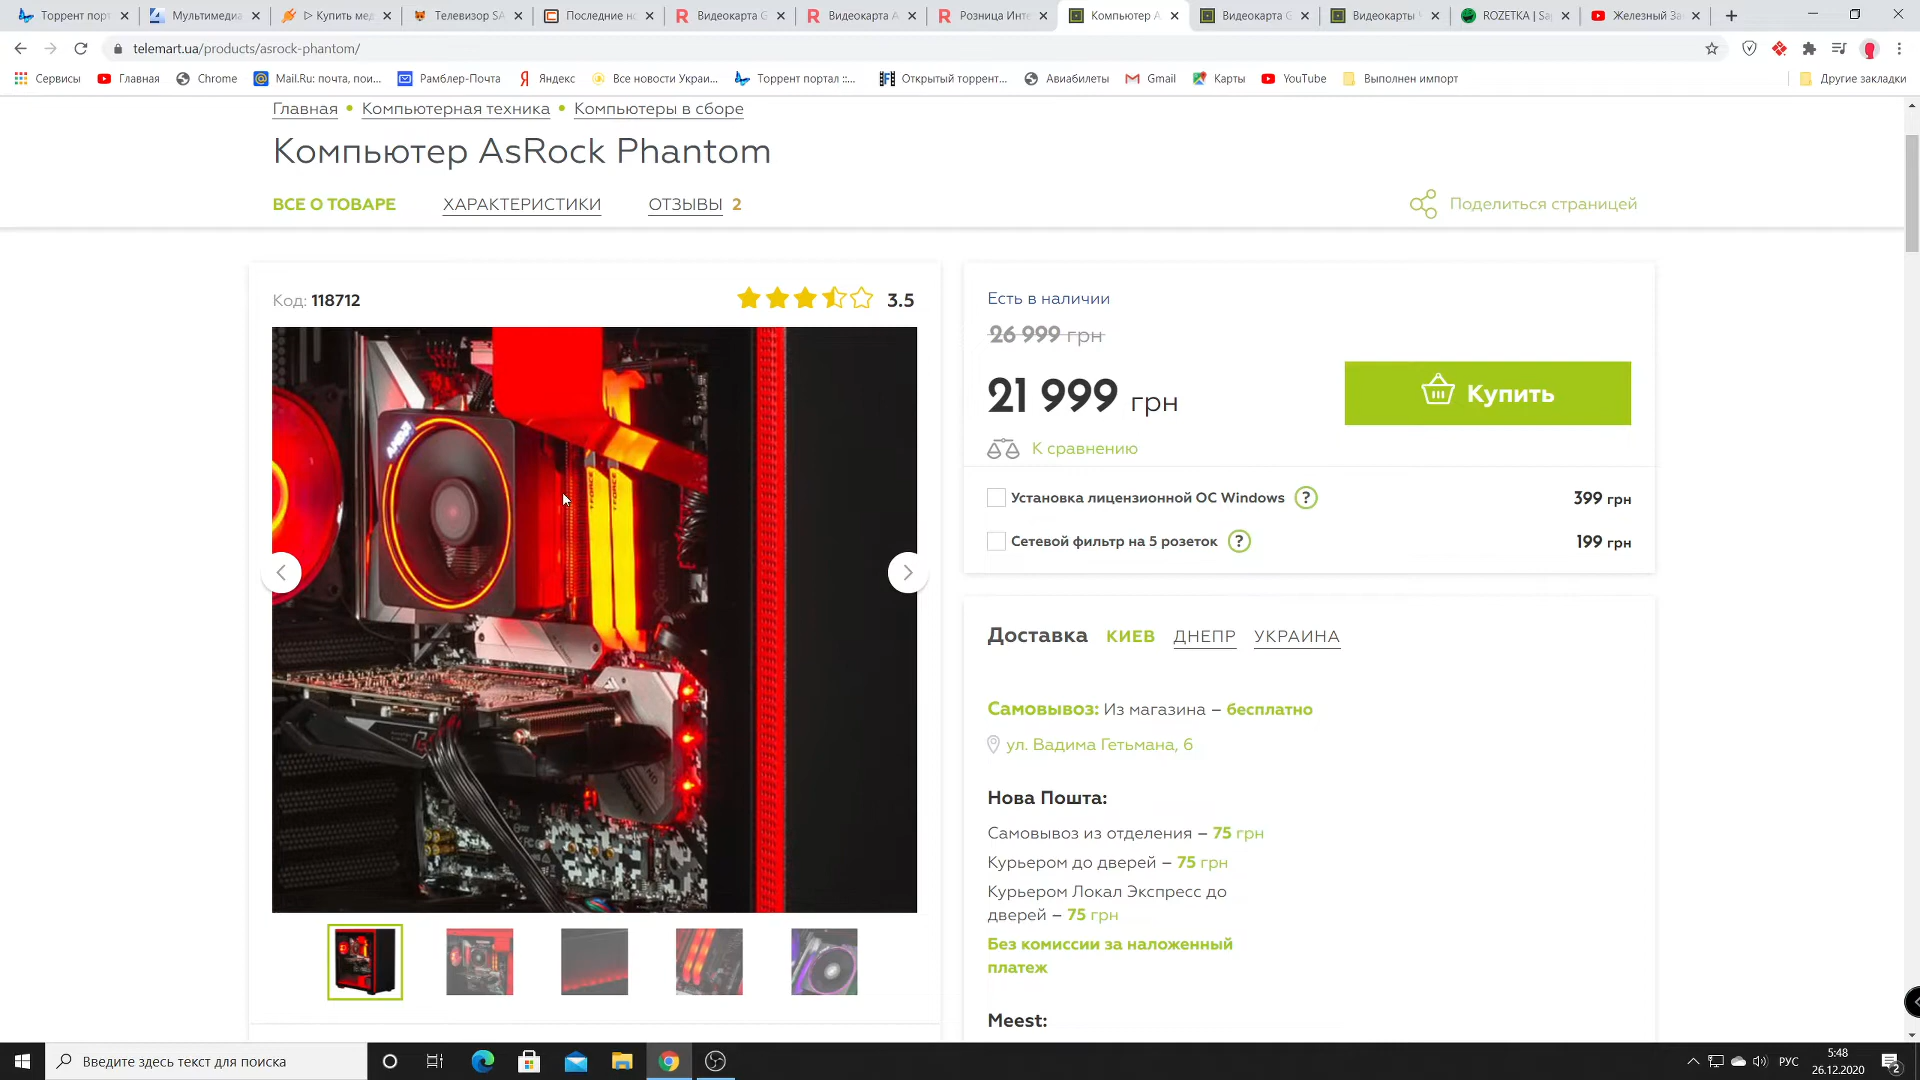 Торрент пор
Мультимедиа
▷ Купить мед
Телевизор SA
Последние но
Видеокарта G
Видеокарта A
Розница Инте
Компьютер A
Видеокарта G
Видеокарты
ROZETKA | Sa
Железный За
telemart.ua/products/asrock-phantom/
Сервисы
Главная
Chrome
Mail.Ru: почта, пои...
Рамблер-Почта
Яндекс
Все новости Украи...
Торрент портал ::...
Открытый торрент...
Авиабилеты
Gmail
Карты
YouTube
Выполнен импорт
Другие закладки
Главная • Компьютерная техника • Компьютеры в сборе
Компьютер AsRock Phantom
ВСЕ О ТОВАРЕ ХАРАКТЕРИСТИКИ ОТЗЫВЫ 2
Поделиться страницей
Код: 118712
3.5
AMD
T-FORCE
T-FORCE
Есть в наличии
26 999 грн
21 999 грн
Купить
К сравнению
Установка лицензионной ОС Windows ? 399 грн
Сетевой фильтр на 5 розеток ? 199 грн
Доставка КИЕВ ДНЕПР УКРАИНА
Самовывоз: Из магазина – бесплатно
ул. Вадима Гетьмана, 6
Нова Пошта:
Самовывоз из отделения – 75 грн
Курьером до дверей – 75 грн
Курьером Локал Экспресс до
дверей – 75 грн
Без комиссии за наложенный
платеж
Meest:
Введите здесь текст для поиска
РУС
5:48
26.12.2020
2